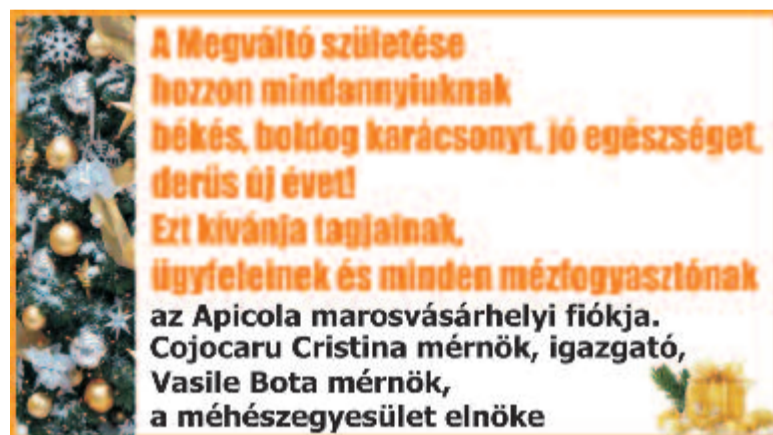 A Megváltó születése
hozzon mindannyiuknak
békés, boldog karácsonyt, jó egészséget,
derűs új évet!
Ezt kívánja tagjainak,
ügyfeleinek és minden mézfogyasztónak
az Apicola marosvásárhelyi fiókja.
Cojocaru Cristina mérnök, igazgató,
Vasile Bota mérnök,
a méhészegyesület elnöke